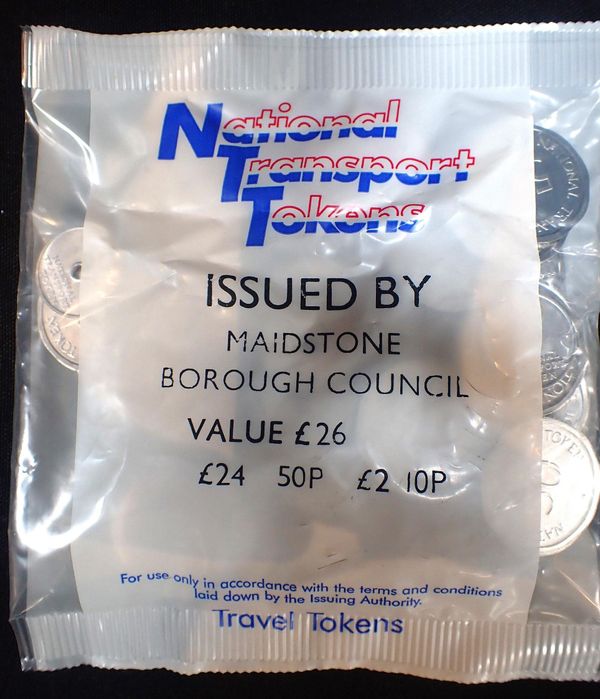 National
Transport
Tokens
ISSUED BY
MAIDSTONE
BOROUGH COUNCIL
VALUE £26
£24 50P £2 10P
For use only in accordance with the terms and conditions
laid down by the Issuing Authority.
Travel Tokens